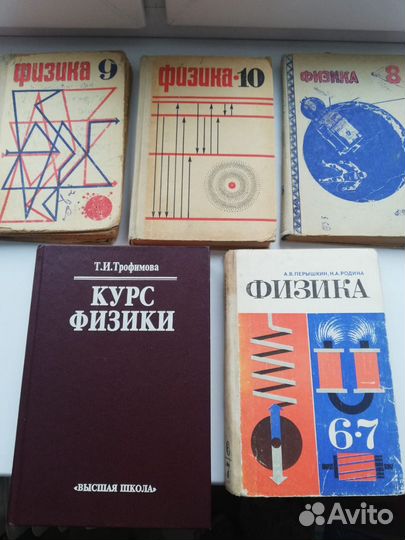 физика 9
физика·10
ФИЗИКА 8
Т.И.Трофимова
КУРС
ФИЗИКИ
«ВЫСШАЯ ШКОЛА»
А.В.ПЕРЫШКИН, Н.А.РОДИНА
ФИЗИКА
6·7
Avito